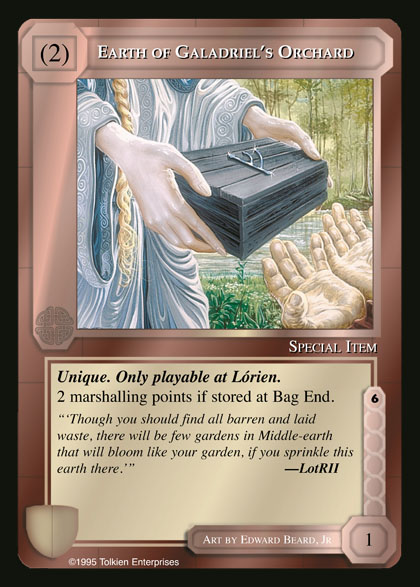 (2)
Earth of Galadriel's Orchard
Special Item
Unique. Only playable at Lórien.
2 marshalling points if stored at Bag End.
6
“‘Though you should find all barren and laid
waste, there will be few gardens in Middle-earth
that will bloom like your garden, if you sprinkle this
earth there.’” —LotRII
Art by Edward Beard, Jr
1
©1995 Tolkien Enterprises